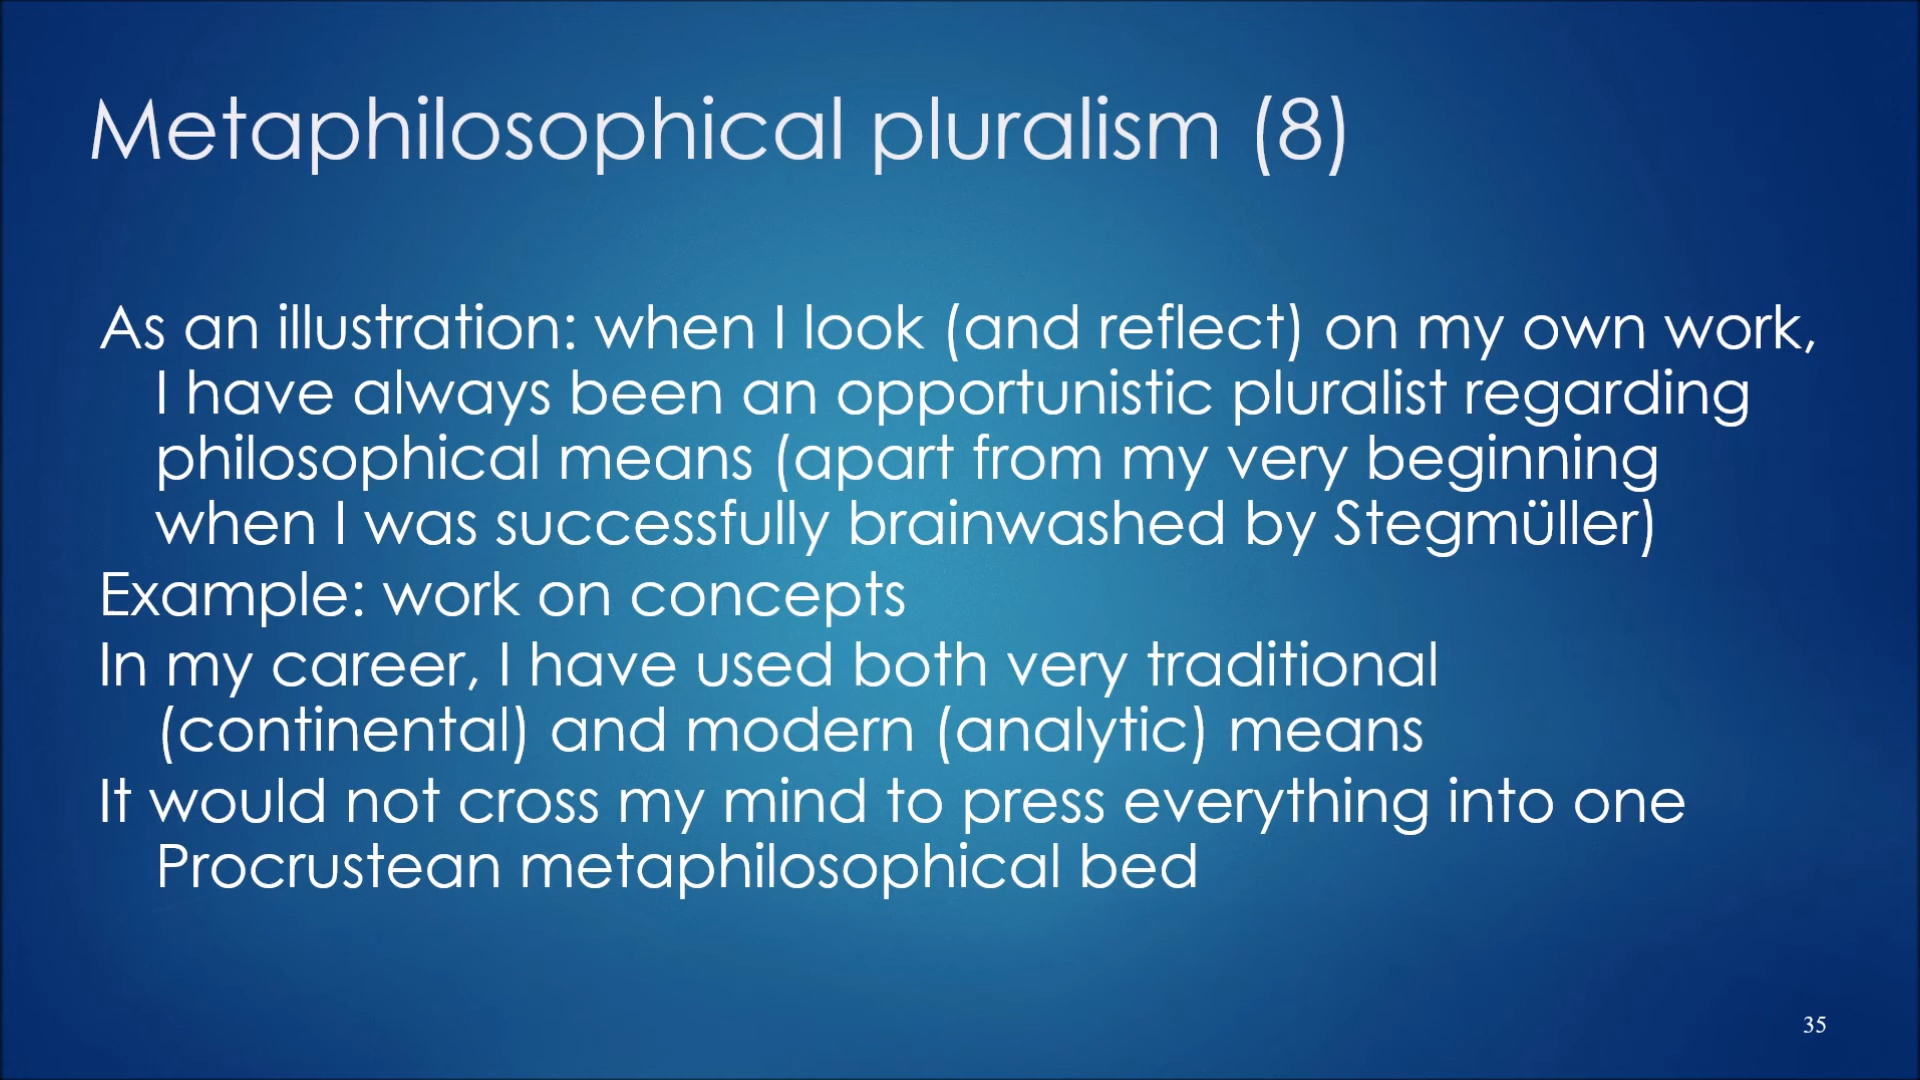 Metaphilosophical pluralism (8)
As an illustration: when I look (and reflect) on my own work,
I have always been an opportunistic pluralist regarding
philosophical means (apart from my very beginning
when I was successfully brainwashed by Stegmüller)
Example: work on concepts
In my career, I have used both very traditional
(continental) and modern (analytic) means
It would not cross my mind to press everything into one
Procrustean metaphilosophical bed
35